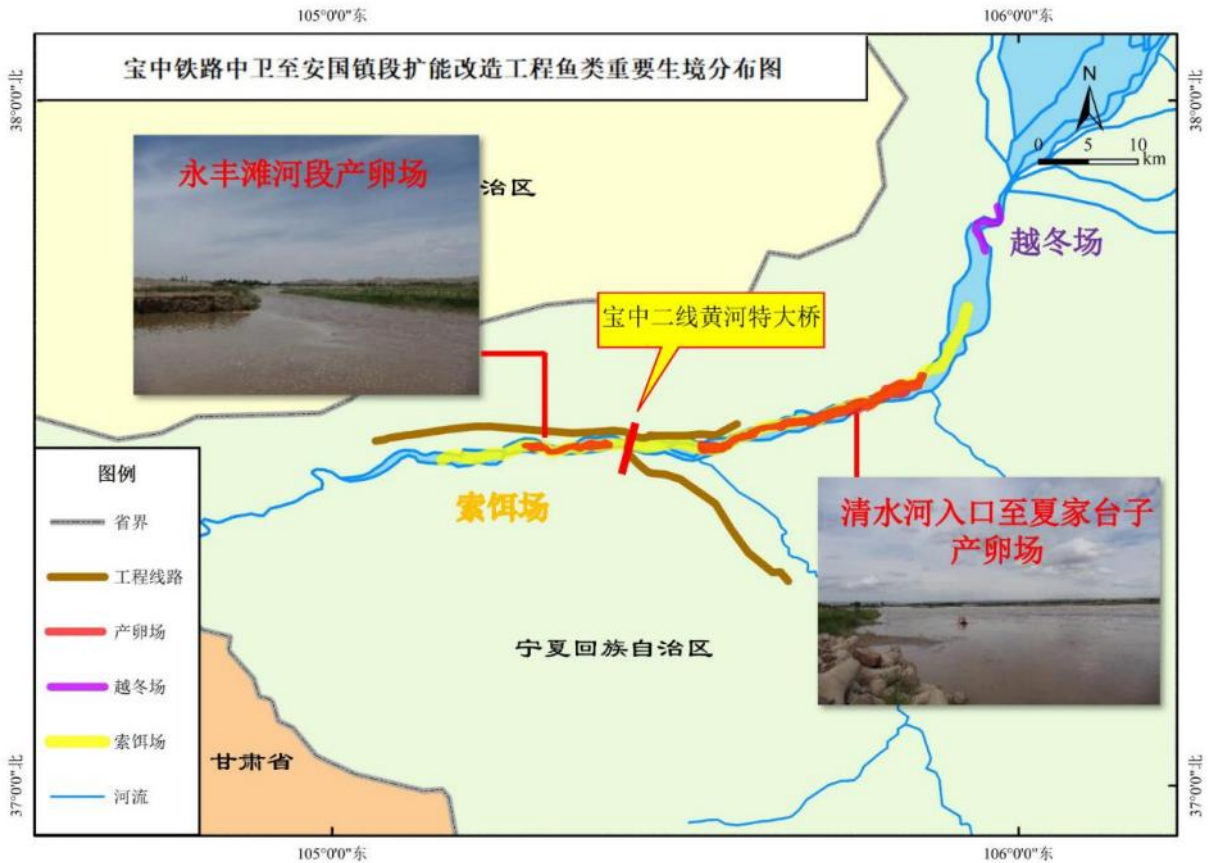 105°0'0"东
106°0'0"东
宝中铁路中卫至安国镇段扩能改造工程鱼类重要生境分布图
38°0'0"北
38°0'0"北
N
0 5 10
km
永丰滩河段产卵场
治区
越冬场
宝中二线黄河特大桥
索饵场
清水河入口至夏家台子
产卵场
宁夏回族自治区
甘肃省
图例
省界
工程线路
产卵场
越冬场
索饵场
河流
37°0'0"北
37°0'0"北
105°0'0"东
106°0'0"东